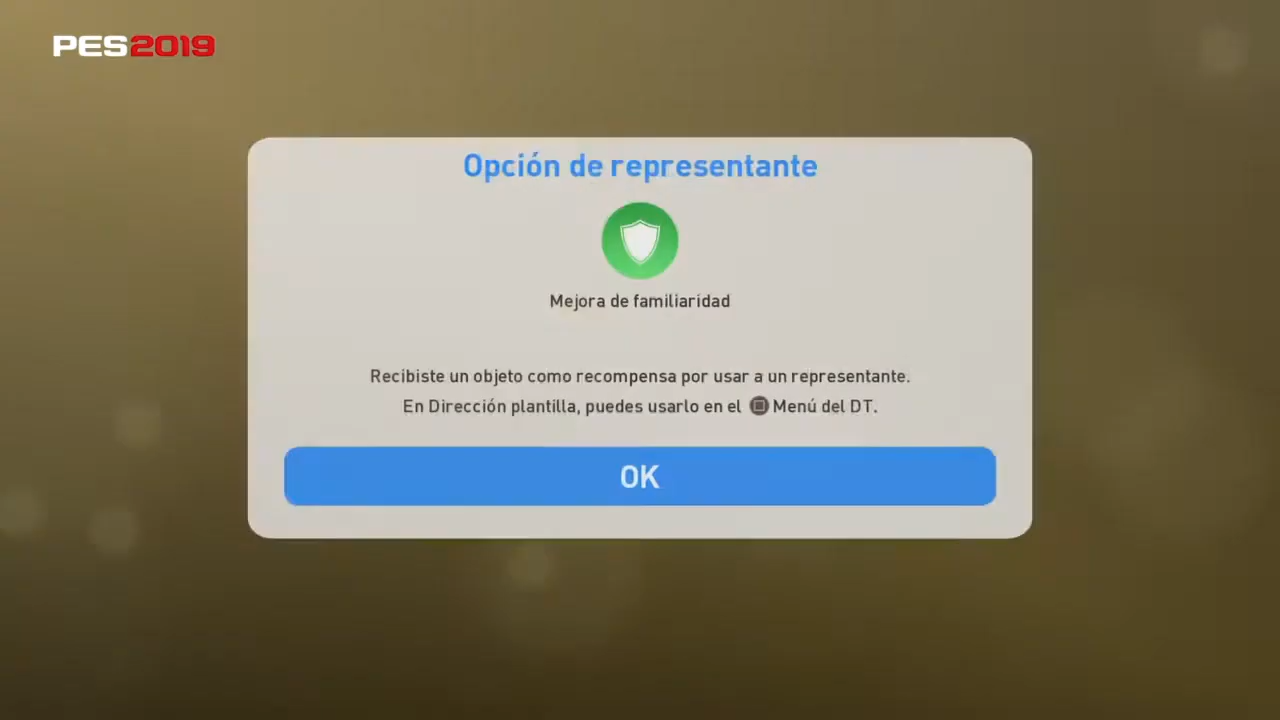 PES2019
Opción de representante
Mejora de familiaridad
Recibiste un objeto como recompensa por usar a un representante.
En Dirección plantilla, puedes usarlo en el Menú del DT.
OK